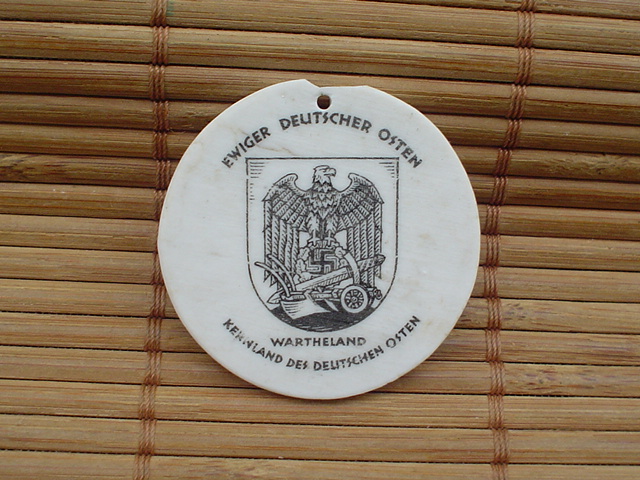 EWIGER DEUTSCHER OSTEN
WARTHELAND
KERNLAND DES DEUTSCHEN OSTEN